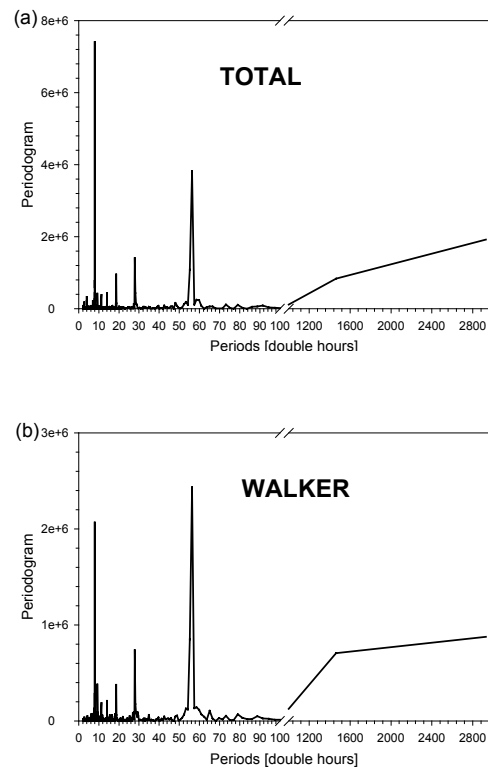 (a)
8e+6
TOTAL
6e+6
4e+6
2e+6
0
Periodogram
0 10 20 30 40 50 60 70 80 90 100 1200 1600 2000 2400 2800
Periods [double hours]
(b)
3e+6
WALKER
2e+6
1e+6
0
Periodogram
0 10 20 30 40 50 60 70 80 90 100 1200 1600 2000 2400 2800
Periods [double hours]